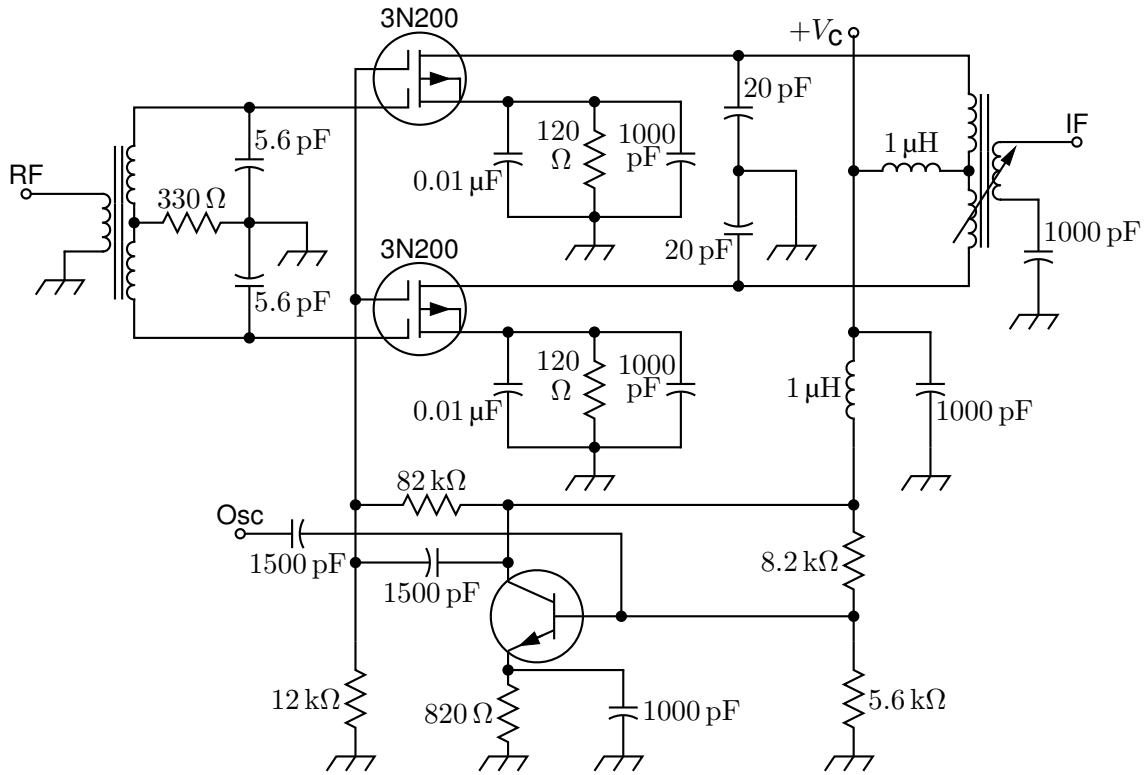 3N200
+V_C
20 pF
5.6 pF
120
Ω
1000
pF
0.01 µF
1 µH
IF
RF
330 Ω
20 pF
1000 pF
3N200
5.6 pF
120
Ω
1000
pF
0.01 µF
1 µH
1000 pF
82 kΩ
Osc
1500 pF
1500 pF
8.2 kΩ
12 kΩ
820 Ω
1000 pF
5.6 kΩ